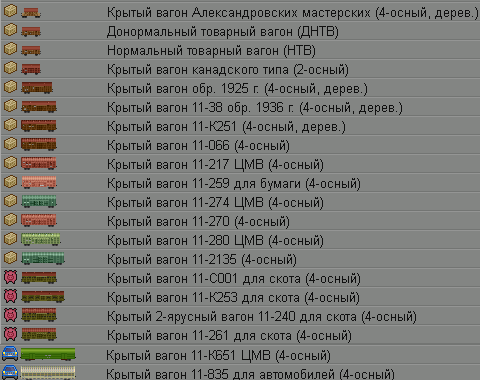 Крытый вагон Александровских мастерских (4-осный, дерев.)
Донормальный товарный вагон (ДНТВ)
Нормальный товарный вагон (НТВ)
Крытый вагон канадского типа (2-осный)
Крытый вагон обр. 1925 г. (4-осный, дерев.)
Крытый вагон 11-38 обр. 1936 г. (4-осный, дерев.)
Крытый вагон 11-К251 (4-осный, дерев.)
Крытый вагон 11-066 (4-осный)
Крытый вагон 11-217 ЦМВ (4-осный)
Крытый вагон 11-259 для бумаги (4-осный)
Крытый вагон 11-274 ЦМВ (4-осный)
Крытый вагон 11-270 (4-осный)
Крытый вагон 11-280 ЦМВ (4-осный)
Крытый вагон 11-2135 (4-осный)
Крытый вагон 11-С001 для скота (4-осный)
Крытый вагон 11-К253 для скота (4-осный)
Крытый 2-ярусный вагон 11-240 для скота (4-осный)
Крытый вагон 11-261 для скота (4-осный)
Крытый вагон 11-К651 ЦМВ (4-осный)
Крытый вагон 11-835 для автомобилей (4-осный)